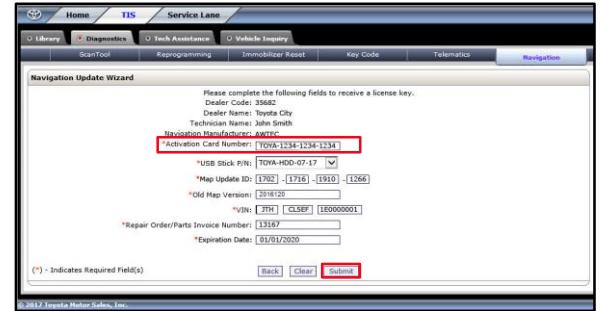 Home TIS Service Lane
Library Diagnostics Tech Assistance Vehicle Inquiry
ScanTool Reprogramming Immobilizer Reset Key Code Telematics Navigation
Navigation Update Wizard
Please complete the following fields to receive a license key.
Dealer Code: 35682
Dealer Name: Toyota City
Technician Name: John Smith
Navigation Manufacturer: AWTEC
*Activation Card Number: TOYA-1234-1234-1234
*USB Stick P/N: TOYA-HDD-07-17
*Map Update ID: 1702 - 1716 - 1910 - 1266
*Old Map Version: 2016120
*VIN: JTH CL5EF 1E0000001
*Repair Order/Parts Invoice Number: 13167
*Expiration Date: 01/01/2020
(*) - Indicates Required Field(s) Back Clear Submit
© 2017 Toyota Motor Sales, Inc.